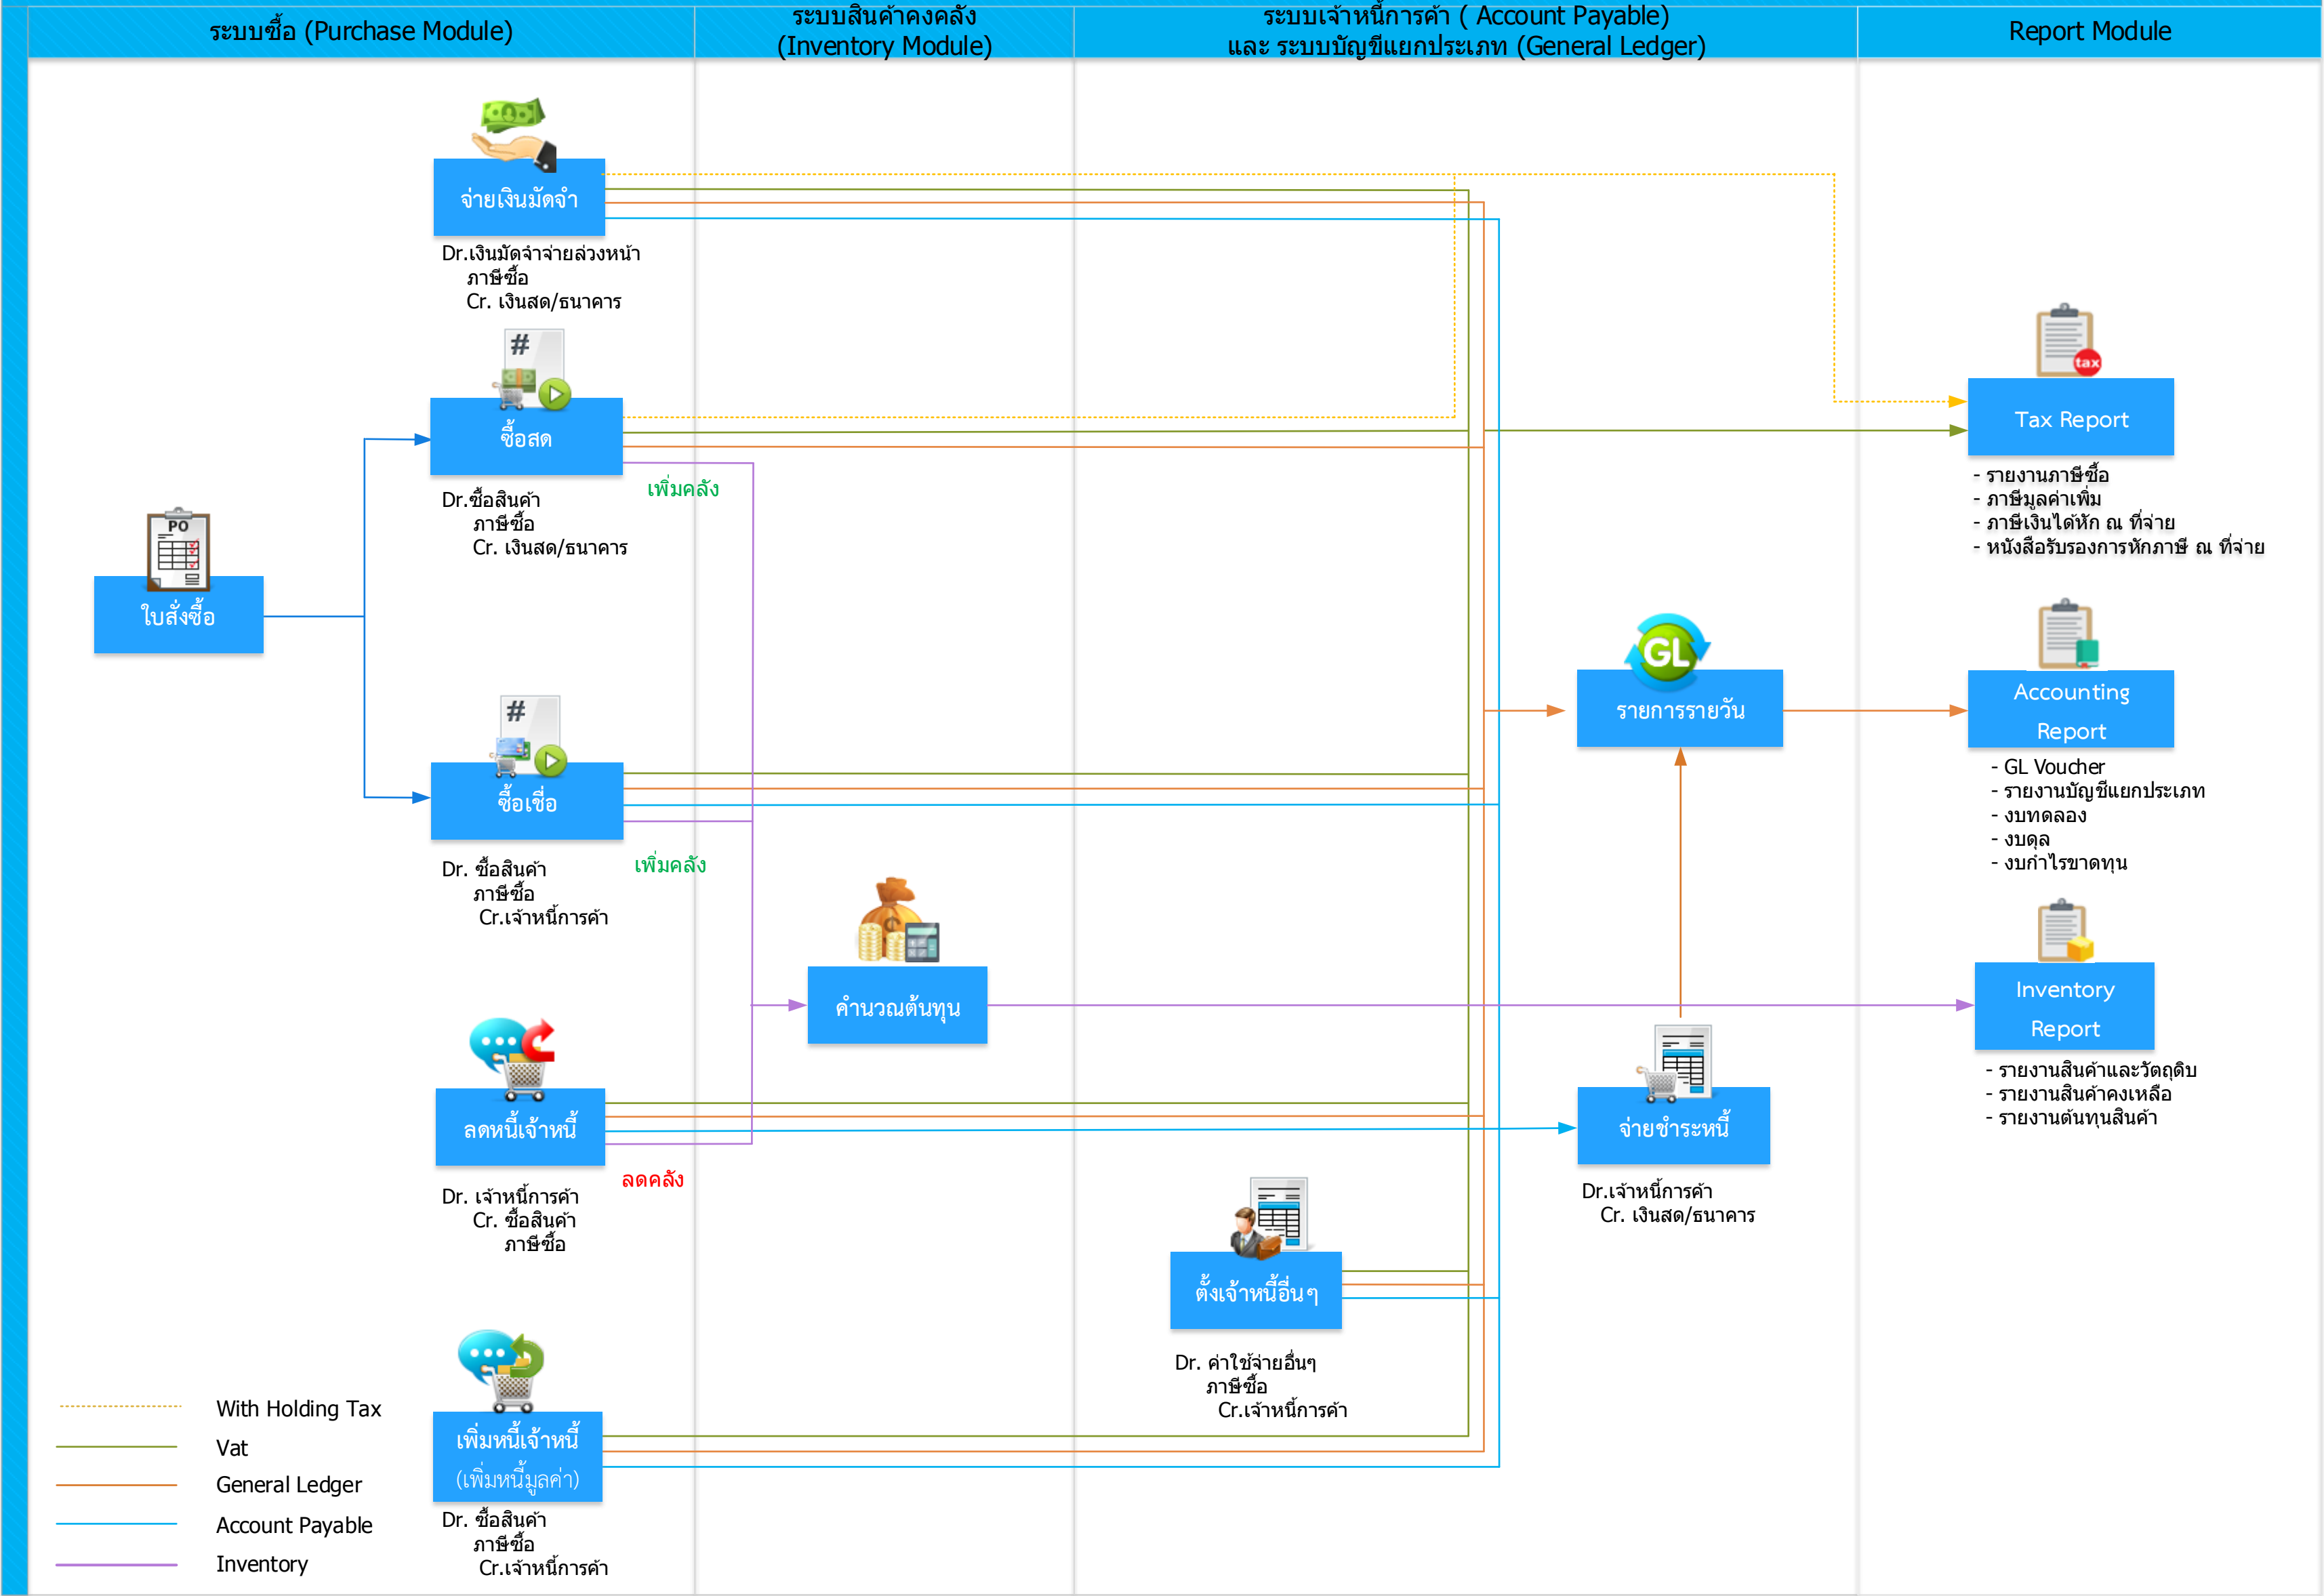 ระบบซื้อ (Purchase Module)
ระบบสินค้าคงคลัง
(Inventory Module)
ระบบเจ้าหนี้การค้า ( Account Payable)
และ ระบบบัญชีแยกประเภท (General Ledger)
Report Module
จ่ายเงินมัดจำ
Dr.เงินมัดจำจ่ายล่วงหน้า
ภาษีซื้อ
Cr. เงินสด/ธนาคาร
#
ซื้อสด
เพิ่มคลัง
Dr.ซื้อสินค้า
ภาษีซื้อ
Cr. เงินสด/ธนาคาร
PO
ใบสั่งซื้อ
#
ซื้อเชื่อ
เพิ่มคลัง
Dr. ซื้อสินค้า
ภาษีซื้อ
Cr.เจ้าหนี้การค้า
คำนวณต้นทุน
ลดหนี้เจ้าหนี้
ลดคลัง
Dr. เจ้าหนี้การค้า
Cr. ซื้อสินค้า
ภาษีซื้อ
เพิ่มหนี้เจ้าหนี้
(เพิ่มหนี้มูลค่า)
Dr. ซื้อสินค้า
ภาษีซื้อ
Cr.เจ้าหนี้การค้า
ตั้งเจ้าหนี้อื่นๆ
Dr. ค่าใช้จ่ายอื่นๆ
ภาษีซื้อ
Cr.เจ้าหนี้การค้า
GL
รายการรายวัน
จ่ายชำระหนี้
Dr.เจ้าหนี้การค้า
Cr. เงินสด/ธนาคาร
tax
Tax Report
- รายงานภาษีซื้อ
- ภาษีมูลค่าเพิ่ม
- ภาษีเงินได้หัก ณ ที่จ่าย
- หนังสือรับรองการหักภาษี ณ ที่จ่าย
Accounting
Report
- GL Voucher
- รายงานบัญชีแยกประเภท
- งบทดลอง
- งบดุล
- งบกำไรขาดทุน
Inventory
Report
- รายงานสินค้าและวัตถุดิบ
- รายงานสินค้าคงเหลือ
- รายงานต้นทุนสินค้า
With Holding Tax
Vat
General Ledger
Account Payable
Inventory